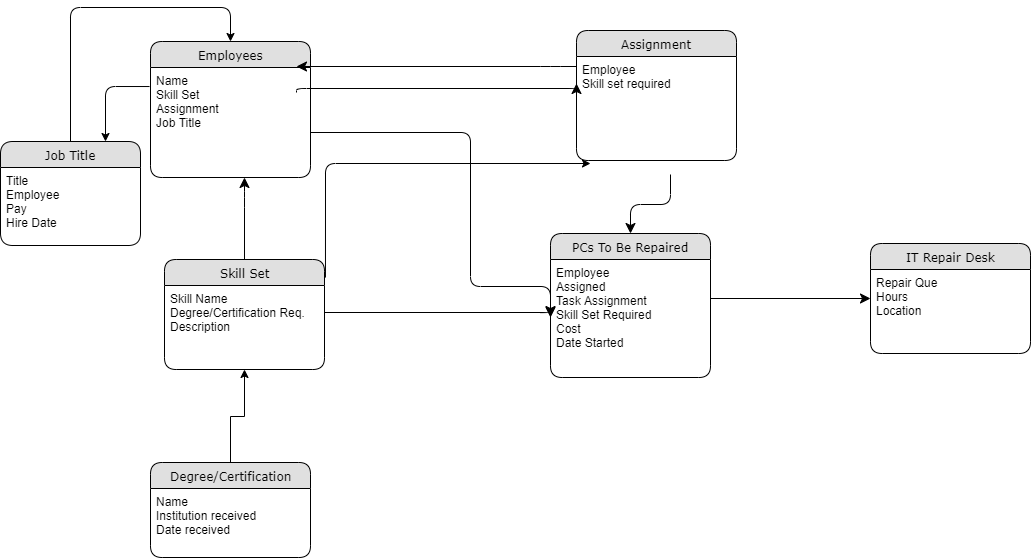 Employees
Name
Skill Set
Assignment
Job Title
Assignment
Employee
Skill set required
Job Title
Title
Employee
Pay
Hire Date
Skill Set
Skill Name
Degree/Certification Req.
Description
PCs To Be Repaired
Employee
Assigned
Task Assignment
Skill Set Required
Cost
Date Started
IT Repair Desk
Repair Que
Hours
Location
Degree/Certification
Name
Institution received
Date received